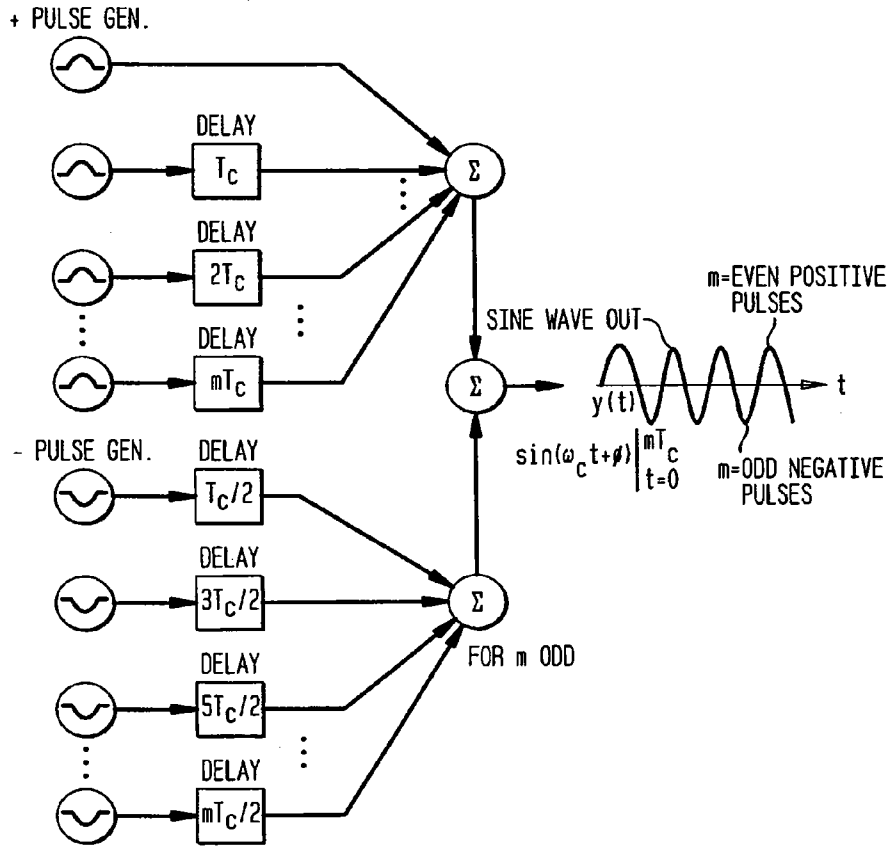 + PULSE GEN.
Σ
DELAY
T_c
DELAY
2T_c
DELAY
mT_c
SINE WAVE OUT
m=EVEN POSITIVE
PULSES
Σ
t
y(t)
sin(ω_c t+ϕ)|
mT_c
t=0
m=ODD NEGATIVE
PULSES
- PULSE GEN.
DELAY
T_c/2
DELAY
3T_c/2
Σ
FOR m ODD
DELAY
5T_c/2
DELAY
mT_c/2